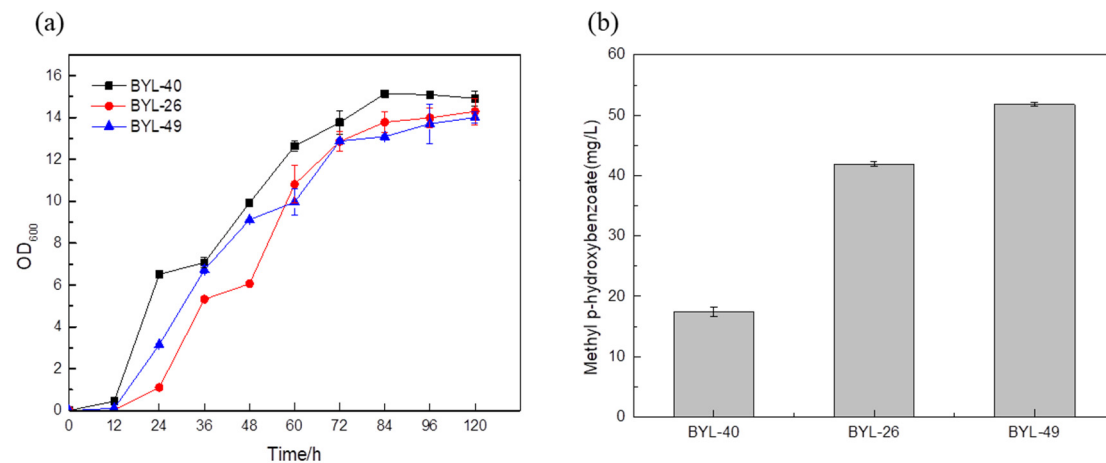 (a)
(b)
BYL-40
BYL-26
BYL-49
OD600
16
14
12
10
8
6
4
2
0
0 12 24 36 48 60 72 84 96 120
Time/h
Methyl p-hydroxybenzoate(mg/L)
60
50
40
30
20
10
0
BYL-40 BYL-26 BYL-49